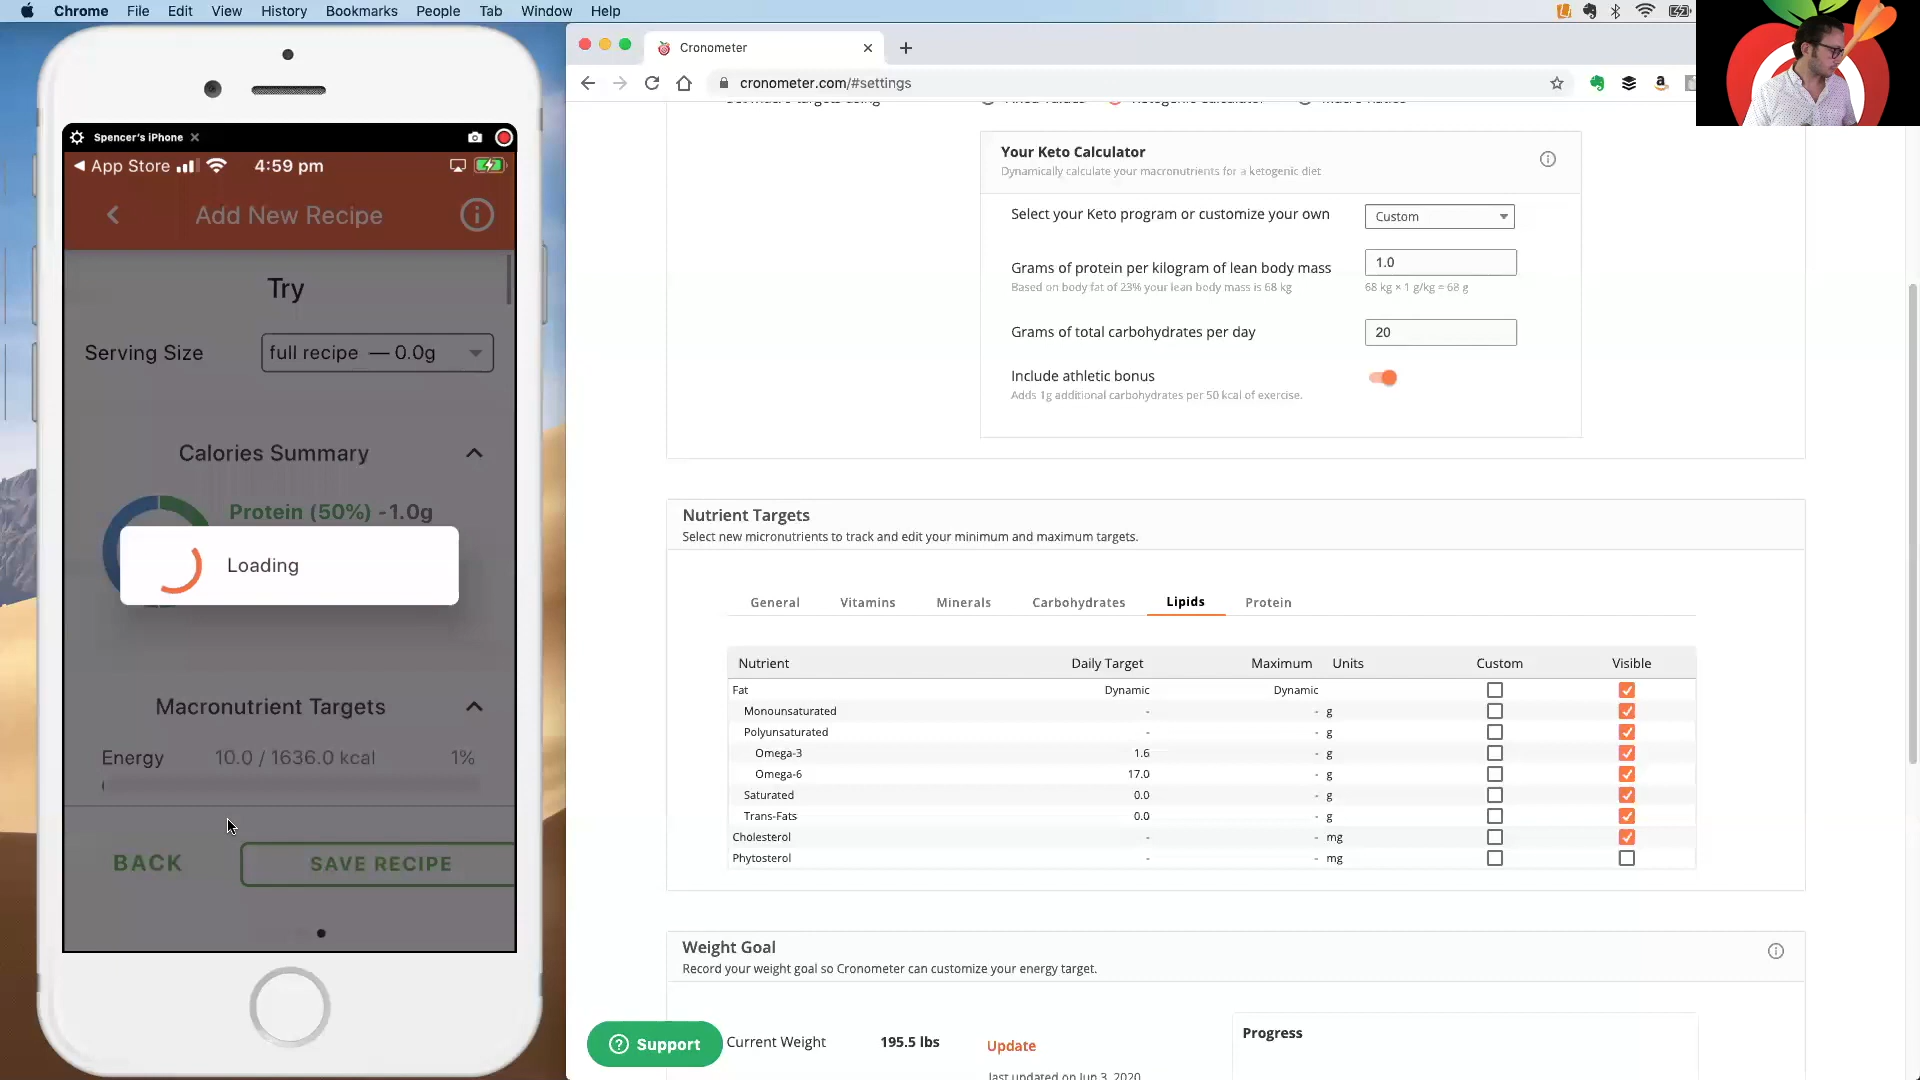 Chrome File Edit View History Bookmarks People Tab Window Help
Spencer's iPhone
App Store 4:59 pm
Add New Recipe
Try
Serving Size full recipe — 0.0g
Calories Summary
Protein (50%) -1.0g
Loading
Macronutrient Targets
Energy 10.0 / 1636.0 kcal 1%
BACK SAVE RECIPE
Cronometer
cronometer.com/#settings
Your Keto Calculator
Dynamically calculate your macronutrients for a ketogenic diet
Select your Keto program or customize your own Custom
Grams of protein per kilogram of lean body mass 1.0
Based on body fat of 23% your lean body mass is 68 kg 68 kg × 1 g/kg = 68 g
Grams of total carbohydrates per day 20
Include athletic bonus
Adds 1g additional carbohydrates per 50 kcal of exercise.
Nutrient Targets
Select new micronutrients to track and edit your minimum and maximum targets.
General Vitamins Minerals Carbohydrates Lipids Protein
Nutrient Daily Target Maximum Units Custom Visible
Fat Dynamic Dynamic
Monounsaturated - - g
Polyunsaturated - - g
Omega-3 1.6 - g
Omega-6 17.0 - g
Saturated 0.0 - g
Trans-Fats 0.0 - g
Cholesterol - - mg
Phytosterol - - mg
Weight Goal
Record your weight goal so Cronometer can customize your energy target.
Support
Current Weight 195.5 lbs Update
last updated on Jun 3, 2020
Progress